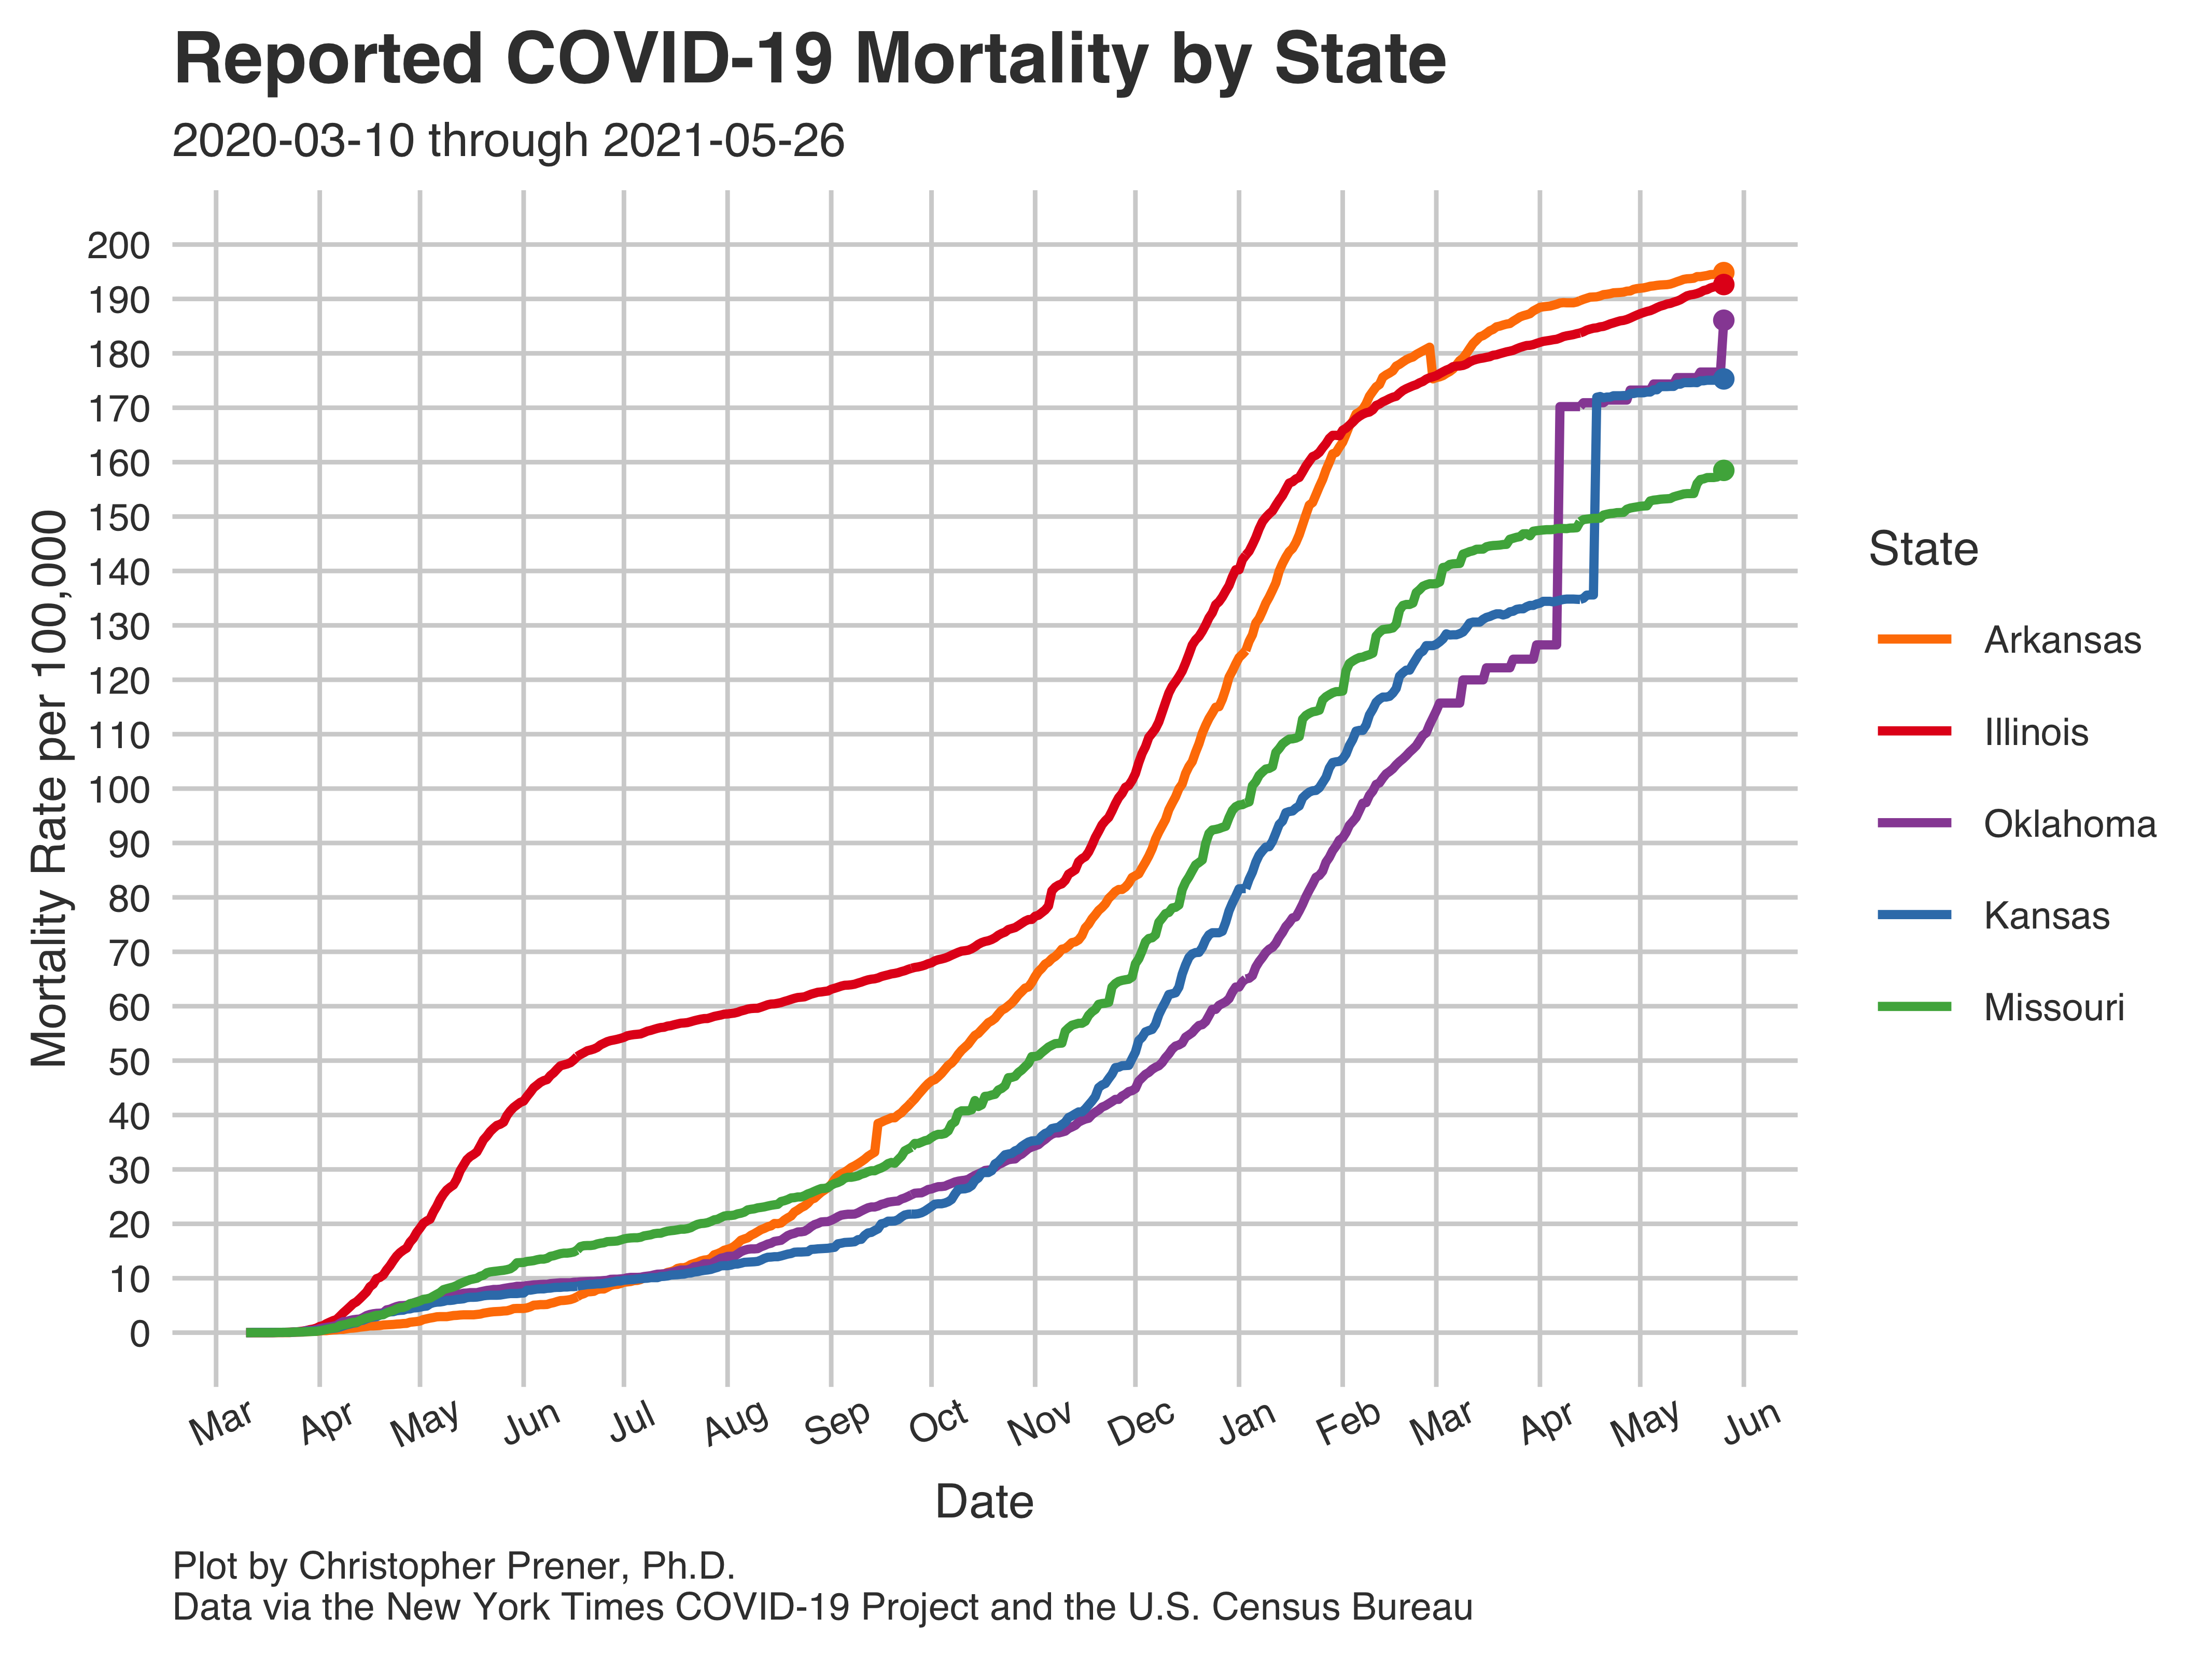 Reported COVID-19 Mortality by State
2020-03-10 through 2021-05-26
Mortality Rate per 100,000
200
190
180
170
160
150
140
130
120
110
100
90
80
70
60
50
40
30
20
10
0
Mar Apr May Jun Jul Aug Sep Oct Nov Dec Jan Feb Mar Apr May Jun
Date
State
Arkansas
Illinois
Oklahoma
Kansas
Missouri
Plot by Christopher Prener, Ph.D.
Data via the New York Times COVID-19 Project and the U.S. Census Bureau